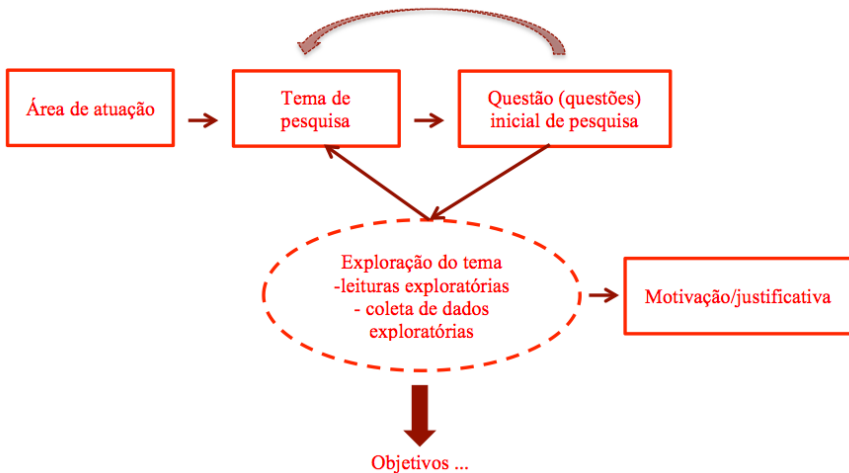 Área de atuação
Tema de
pesquisa
Questão (questões)
inicial de pesquisa
Exploração do tema
-leituras exploratórias
- coleta de dados
exploratórias
Motivação/justificativa
Objetivos ...